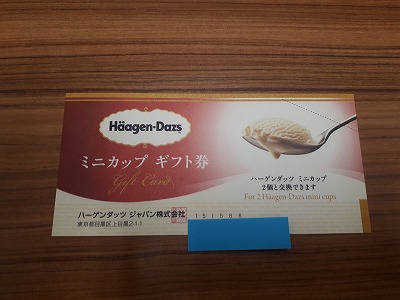 Häagen-Dazs
ミニカップ ギフト券
Gift Card
ハーゲンダッツ ミニカップ
2個と交換できます
For 2 Häagen-Dazs mini cups
ハーゲンダッツ ジャパン株式会社
東京都目黒区上目黒2-1-1
151588